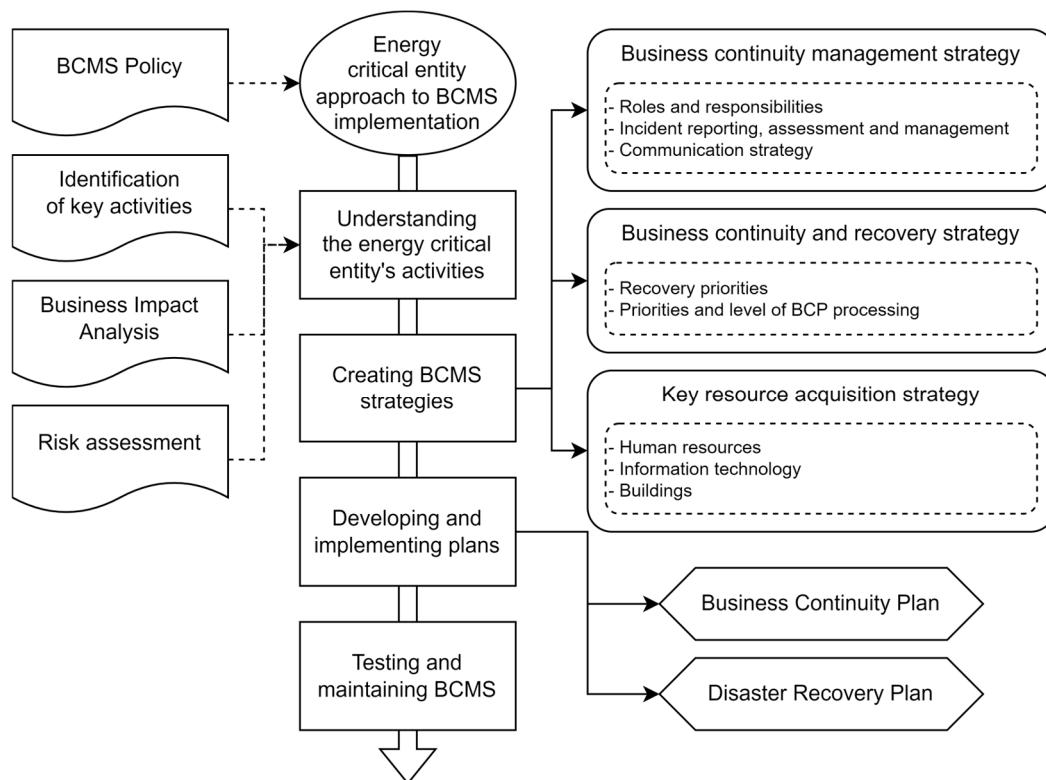 BCMS Policy
Energy
critical entity
approach to BCMS
implementation
Identification
of key activities
Business Impact
Analysis
Risk assessment
Understanding
the energy critical
entity's activities
Creating BCMS
strategies
Developing and
implementing plans
Testing and
maintaining BCMS
Business continuity management strategy
- Roles and responsibilities
- Incident reporting, assessment and management
- Communication strategy
Business continuity and recovery strategy
- Recovery priorities
- Priorities and level of BCP processing
Key resource acquisition strategy
- Human resources
- Information technology
- Buildings
Business Continuity Plan
Disaster Recovery Plan